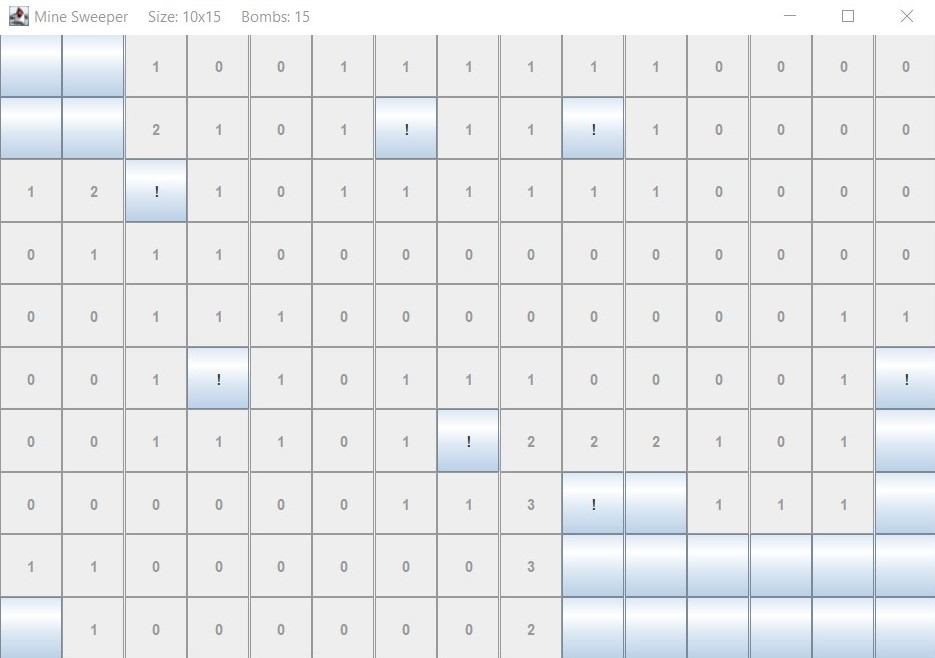 Mine Sweeper Size: 10x15 Bombs: 15
1 0 0 1 1 1 1 1 1 0 0 0 0
2 1 0 1 ! 1 1 ! 1 0 0 0 0
1 2 ! 1 0 1 1 1 1 1 1 0 0 0 0
0 1 1 1 0 0 0 0 0 0 0 0 0 0 0
0 0 1 1 1 0 0 0 0 0 0 0 0 1 1
0 0 1 ! 1 0 1 1 1 0 0 0 0 1 !
0 0 1 1 1 0 1 ! 2 2 2 1 0 1
0 0 0 0 0 0 1 1 3 ! 1 1 1
1 1 0 0 0 0 0 0 3
1 0 0 0 0 0 0 2